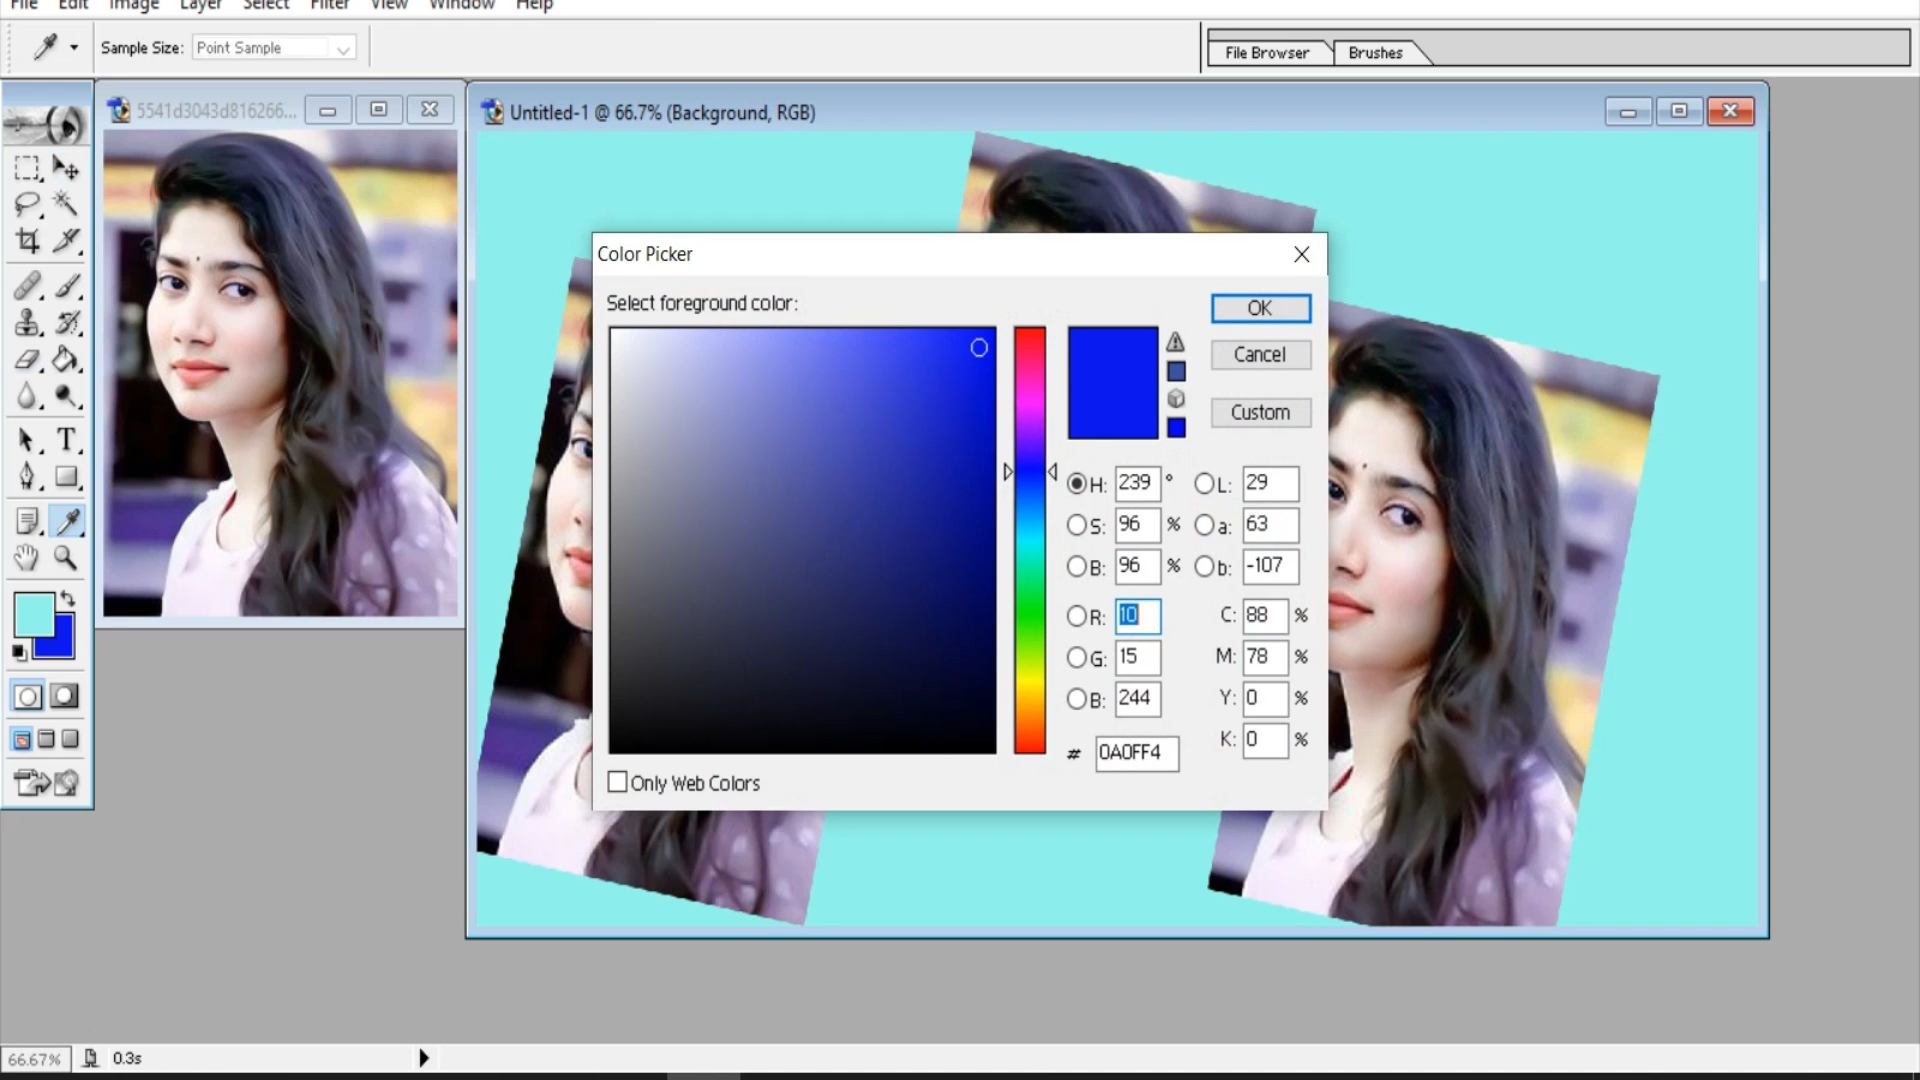 File Edit Image Layer Select Filter View Window Help
Sample Size: Point Sample
File Browser Brushes
5541d3043d816266...
Untitled-1 @ 66.7% (Background, RGB)
Color Picker
Select foreground color:
OK
Cancel
Custom
H: 239 ° L: 29
S: 96 % a: 63
B: 96 % b: -107
R: 10 C: 88 %
G: 15 M: 78 %
B: 244 Y: 0 %
# 0A0FF4 K: 0 %
Only Web Colors
66.67% 0.3s